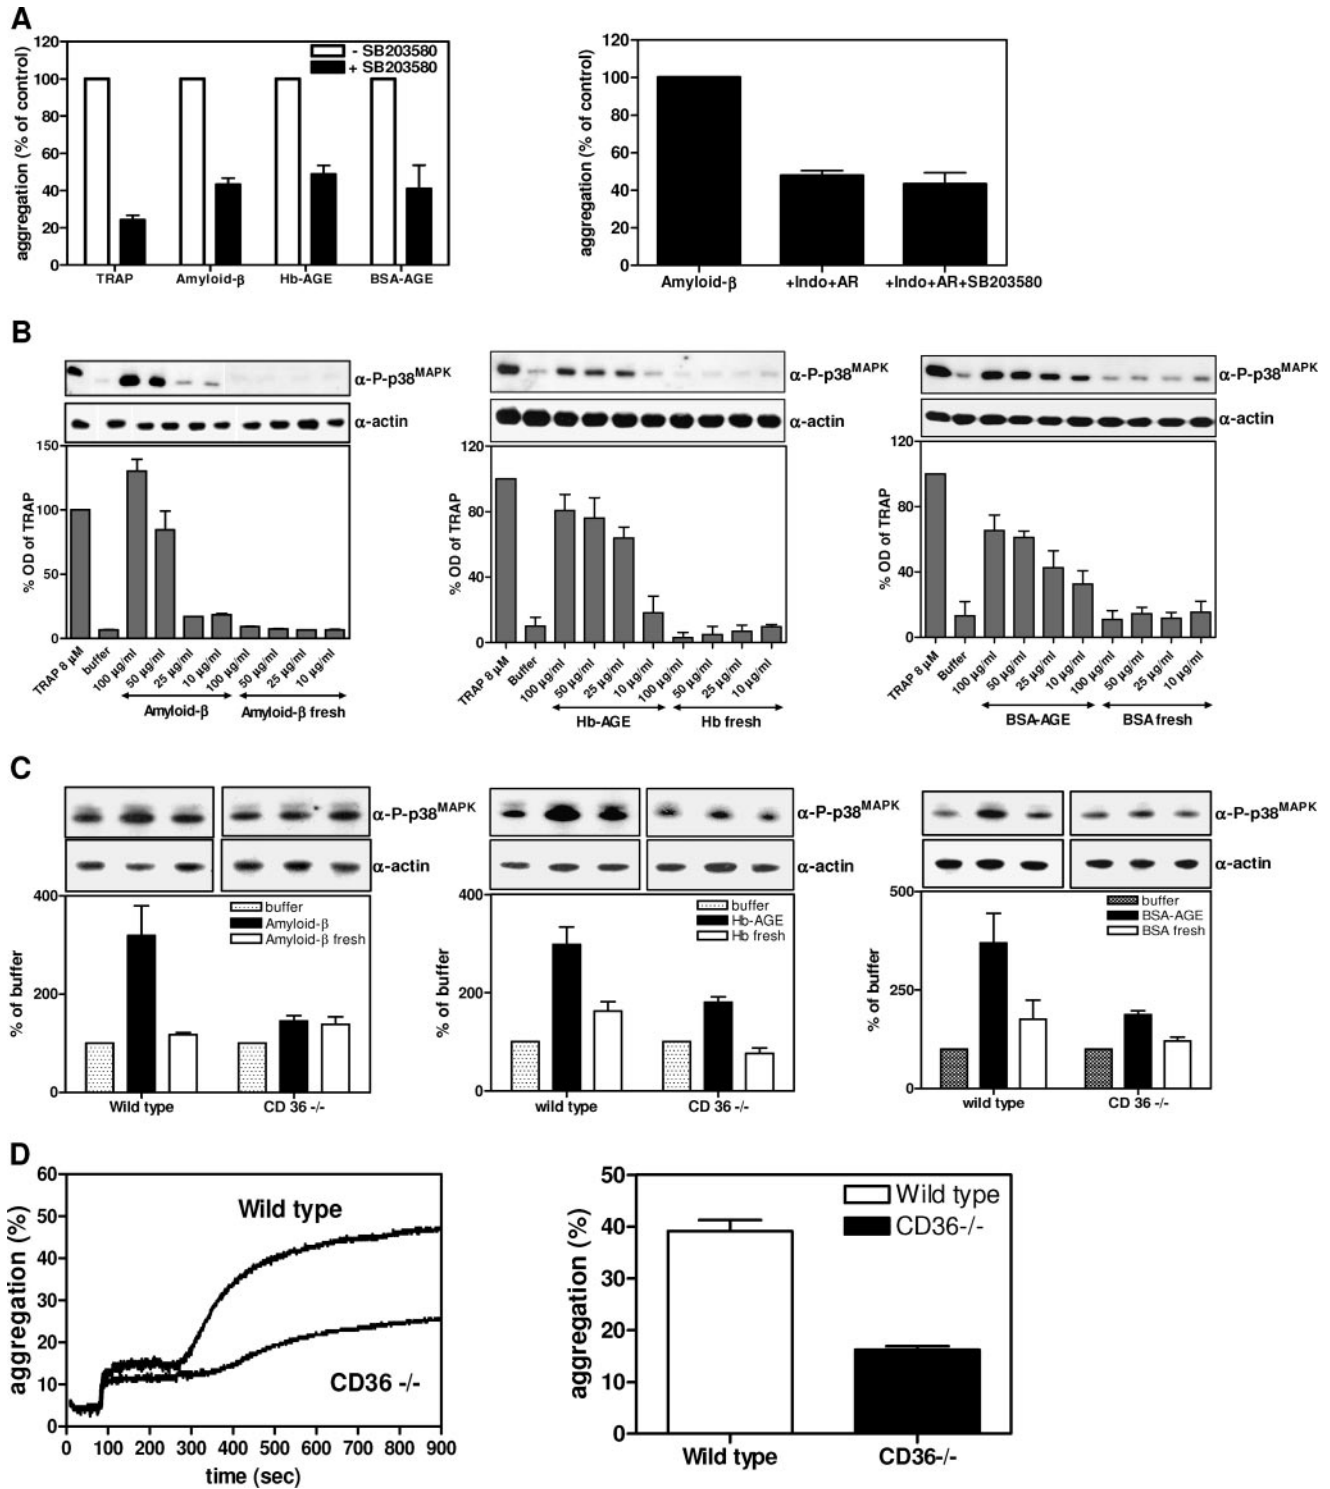 A
aggregation (% of control)
120
100
80
60
40
20
0
- SB203580
+ SB203580
TRAP
Amyloid-β
Hb-AGE
BSA-AGE
aggregation (% of control)
120
100
80
60
40
20
0
Amyloid-β
+Indo+AR
+Indo+AR+SB203580
B
α-P-p38MAPK
α-actin
% OD of TRAP
150
100
50
0
TRAP 8 µM
buffer
100 µg/ml
50 µg/ml
25 µg/ml
10 µg/ml
100 µg/ml
50 µg/ml
25 µg/ml
10 µg/ml
Amyloid-β
Amyloid-β fresh
α-P-p38MAPK
α-actin
% OD of TRAP
120
80
40
0
TRAP 8 µM
Buffer
100 µg/ml
50 µg/ml
25 µg/ml
10 µg/ml
100 µg/ml
50 µg/ml
25 µg/ml
10 µg/ml
Hb-AGE
Hb fresh
α-P-p38MAPK
α-actin
% OD of TRAP
120
80
40
0
TRAP 8 µM
Buffer
100 µg/ml
50 µg/ml
25 µg/ml
10 µg/ml
100 µg/ml
50 µg/ml
25 µg/ml
10 µg/ml
BSA-AGE
BSA fresh
C
α-P-p38MAPK
α-actin
% of buffer
400
200
0
buffer
Amyloid-β
Amyloid-β fresh
Wild type
CD 36 -/-
α-P-p38MAPK
α-actin
% of buffer
400
200
0
buffer
Hb-AGE
Hb fresh
wild type
CD 36 -/-
α-P-p38MAPK
α-actin
% of buffer
500
250
0
buffer
BSA-AGE
BSA fresh
wild type
CD 36 -/-
D
aggregation (%)
60
50
40
30
20
10
0
Wild type
CD36 -/-
0 100 200 300 400 500 600 700 800 900
time (sec)
aggregation (%)
50
40
30
20
10
0
Wild type
CD36-/-
Wild type
CD36-/-